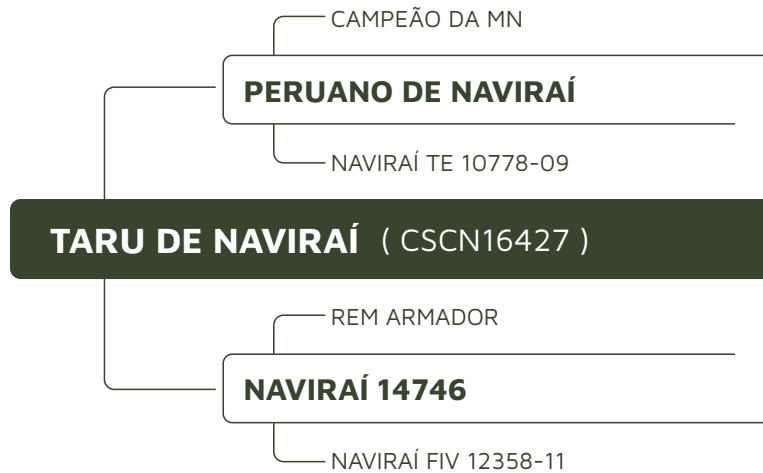 CAMPEÃO DA MN
PERUANO DE NAVIRAÍ
NAVIRAÍ TE 10778-09
TARU DE NAVIRAÍ ( CSCN16427 )
REM ARMADOR
NAVIRAÍ 14746
NAVIRAÍ FIV 12358-11